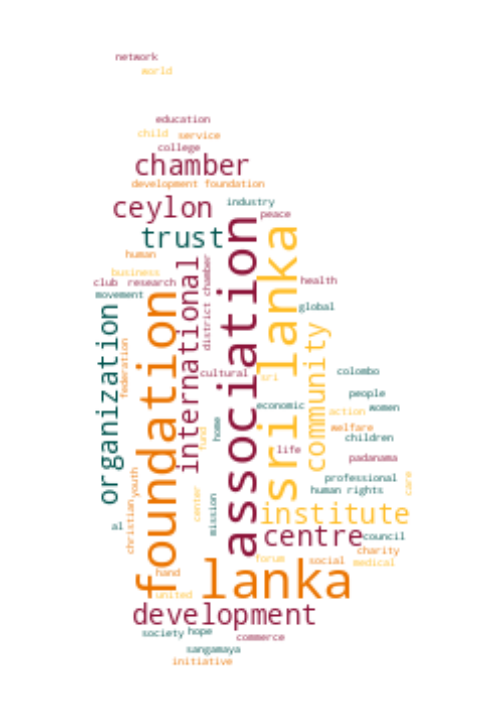 network
world
education
child service
college
chamber
development foundation
ceylon industry
peace
trust
association
sri lanka
human
business
club research
movement
international
district chamber
health
foundation
organization
global
community
federation
cultural sri
colombo
economic
people
action women
welfare
children
home
fund
life
padanama
professional
human rights
care
youth
christian
center
mission
al
institute
centre council
charity
forum social medical
hand
lanka
united
development
society hope
commerce
sangamaya
initiative